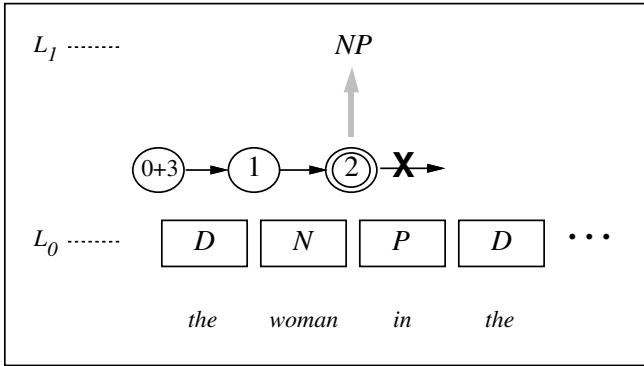 L1 ........ NP
0+3 1 2 X
L0 ........ D N P D ...
the woman in the